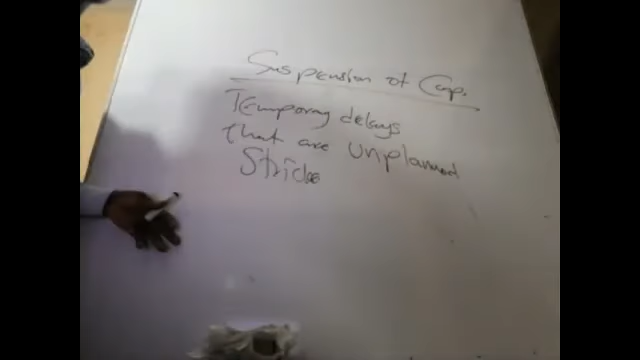 Suspension of Cap.
Temporary delays
that are unplanned
Strike